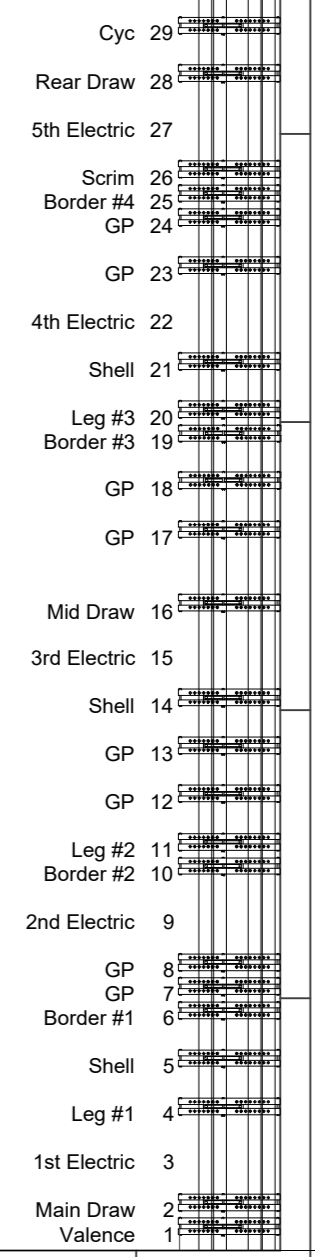 Cyc 29
Rear Draw 28
5th Electric 27
Scrim 26
Border #4 25
GP 24
GP 23
4th Electric 22
Shell 21
Leg #3 20
Border #3 19
GP 18
GP 17
Mid Draw 16
3rd Electric 15
Shell 14
GP 13
GP 12
Leg #2 11
Border #2 10
2nd Electric 9
GP 8
GP 7
Border #1 6
Shell 5
Leg #1 4
1st Electric 3
Main Draw 2
Valence 1